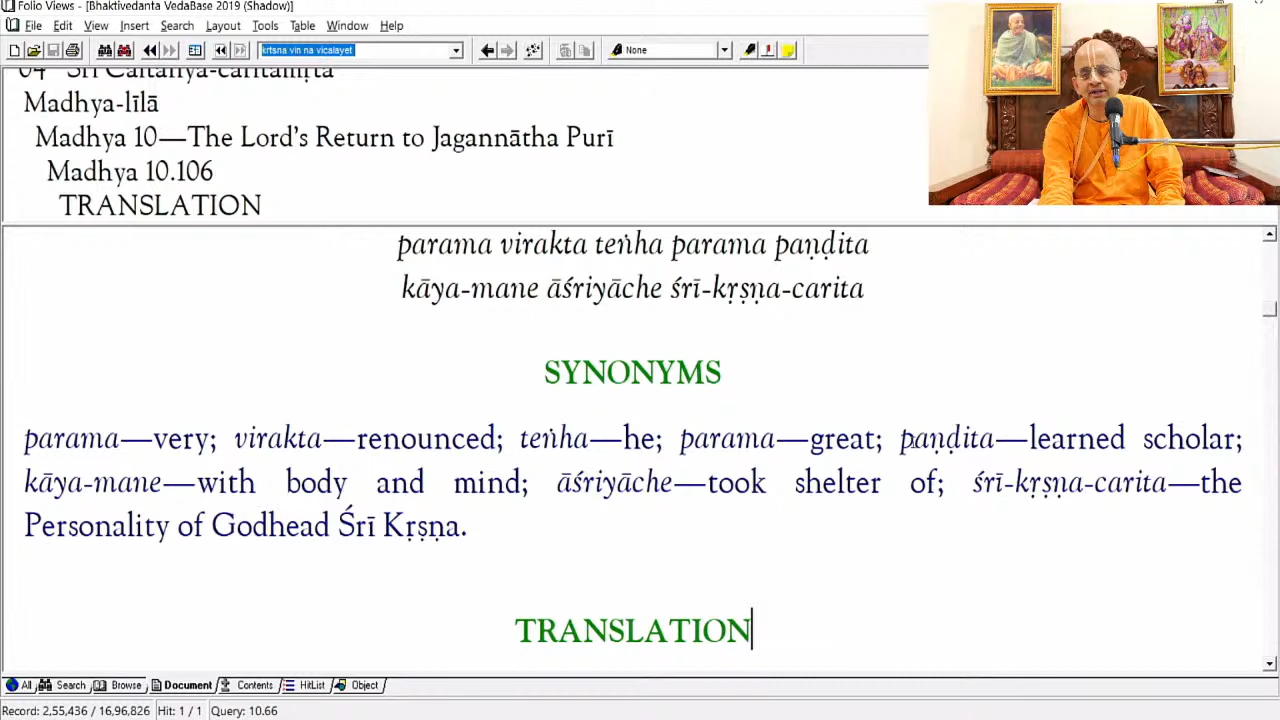 Folio Views - [Bhaktivedanta VedaBase 2019 (Shadow)]
File Edit View Insert Search Layout Tools Table Window Help
krtsna vin na vicalayet None
04 Śrī Caitanya-caritāmṛta
Madhya-līlā
Madhya 10—The Lord's Return to Jagannātha Purī
Madhya 10.106
TRANSLATION
parama virakta teṅha parama paṇḍita
kāya-mane āśriyāche śrī-kṛṣṇa-carita
SYNONYMS
parama—very; virakta—renounced; teṅha—he; parama—great; paṇḍita—learned scholar;
kāya-mane—with body and mind; āśriyāche—took shelter of; śrī-kṛṣṇa-carita—the
Personality of Godhead Śrī Kṛṣṇa.
TRANSLATION
All Search Browse Document Contents HitList Object
Record: 2,55,436 / 16,96,826 Hit: 1 / 1 Query: 10.66